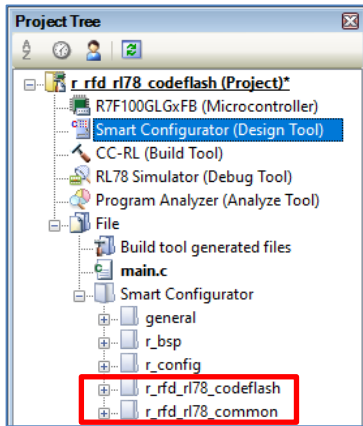 Project Tree
r_rfd_rl78_codeflash (Project)*
R7F100GLGxFB (Microcontroller)
Smart Configurator (Design Tool)
CC-RL (Build Tool)
RL78 Simulator (Debug Tool)
Program Analyzer (Analyze Tool)
File
Build tool generated files
main.c
Smart Configurator
general
r_bsp
r_config
r_rfd_rl78_codeflash
r_rfd_rl78_common